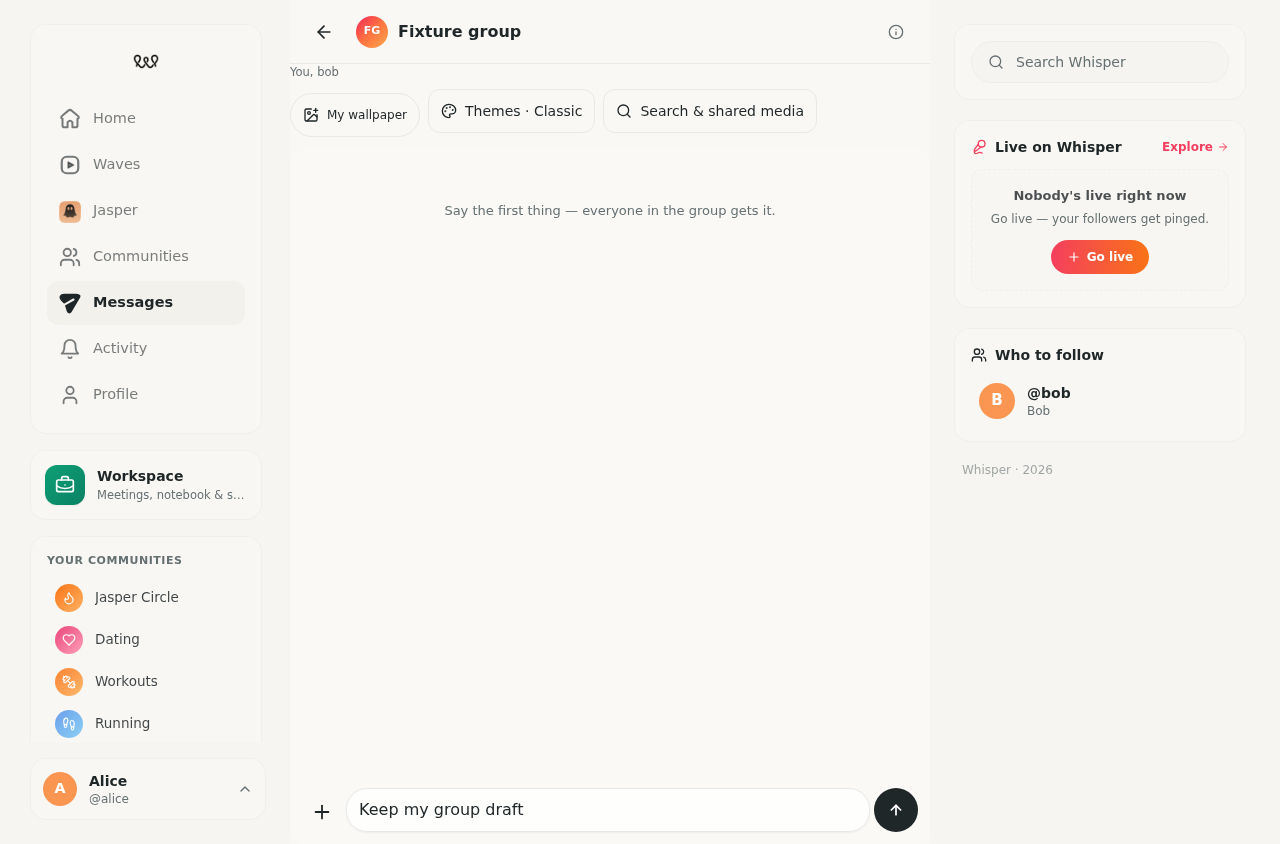 Home
Waves
Jasper
Communities
Messages
Activity
Profile
Workspace
Meetings, notebook & s...
YOUR COMMUNITIES
Jasper Circle
Dating
Workouts
Running
A
Alice
@alice
FG
Fixture group
You, bob
My wallpaper
Themes · Classic
Search & shared media
Say the first thing — everyone in the group gets it.
Keep my group draft
Search Whisper
Live on Whisper
Explore →
Nobody's live right now
Go live — your followers get pinged.
+ Go live
Who to follow
B
@bob
Bob
Whisper · 2026